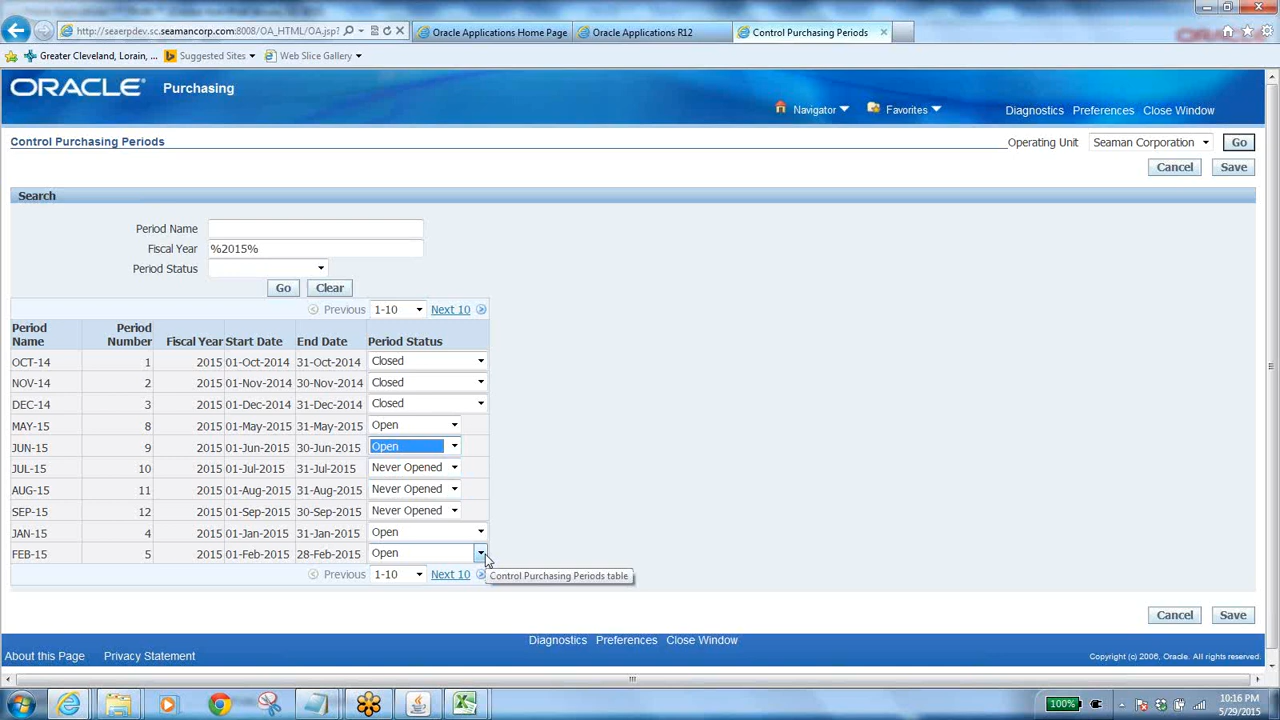 http://seaerpdev.sc.seamancorp.com:8008/OA_HTML/OA.jsp?
Oracle Applications Home Page
Oracle Applications R12
Control Purchasing Periods
Greater Cleveland, Lorain, ...
Suggested Sites
Web Slice Gallery
ORACLE Purchasing
Navigator Favorites Diagnostics Preferences Close Window
Control Purchasing Periods
Operating Unit Seaman Corporation Go
Cancel Save
Search
Period Name
Fiscal Year %2015%
Period Status
Go Clear
Previous 1-10 Next 10
Period Name Period Number Fiscal Year Start Date End Date Period Status
OCT-14 1 2015 01-Oct-2014 31-Oct-2014 Closed
NOV-14 2 2015 01-Nov-2014 30-Nov-2014 Closed
DEC-14 3 2015 01-Dec-2014 31-Dec-2014 Closed
MAY-15 8 2015 01-May-2015 31-May-2015 Open
JUN-15 9 2015 01-Jun-2015 30-Jun-2015 Open
JUL-15 10 2015 01-Jul-2015 31-Jul-2015 Never Opened
AUG-15 11 2015 01-Aug-2015 31-Aug-2015 Never Opened
SEP-15 12 2015 01-Sep-2015 30-Sep-2015 Never Opened
JAN-15 4 2015 01-Jan-2015 31-Jan-2015 Open
FEB-15 5 2015 01-Feb-2015 28-Feb-2015 Open
Previous 1-10 Next 10
Control Purchasing Periods table
Cancel Save
Diagnostics Preferences Close Window
About this Page Privacy Statement
Copyright (c) 2006, Oracle. All rights reserved.
100%
10:16 PM
5/29/2015